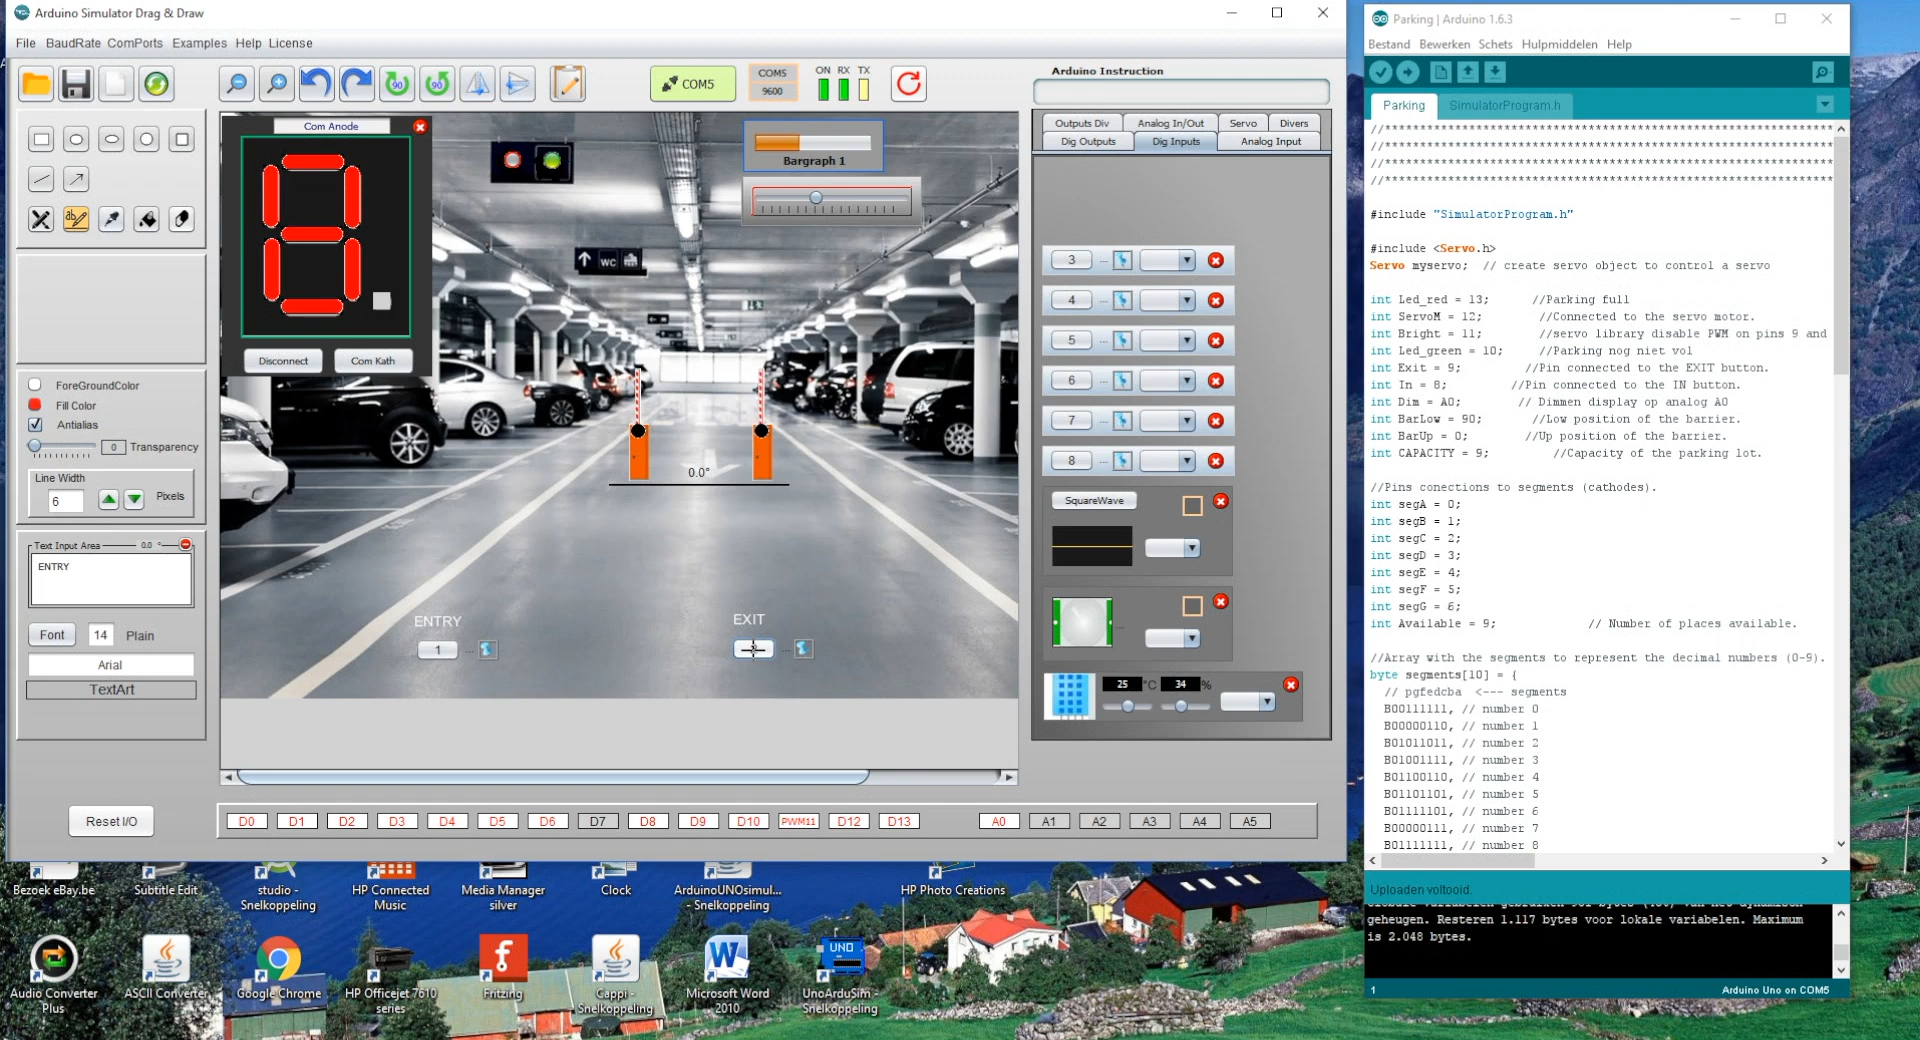 Arduino Simulator Drag & Draw
File BaudRate ComPorts Examples Help License
COM5
COM5
9600
ON RX TX
Arduino Instruction
Outputs Div Analog In/Out Servo Divers
Dig Outputs Dig Inputs Analog Input
Com Anode
Disconnect Com Kath
Bargraph 1
WC
0.0°
ENTRY
1
EXIT
3
4
5
6
7
8
SquareWave
25 °C 34 %
ForeGroundColor
Fill Color
Antialias
0 Transparency
Line Width
6 Pixels
Text Input Area 0.0 °
ENTRY
Font 14 Plain
Arial
TextArt
Reset I/O
D0 D1 D2 D3 D4 D5 D6 D7 D8 D9 D10 PWM11 D12 D13 A0 A1 A2 A3 A4 A5
Parking | Arduino 1.6.3
Bestand Bewerken Schets Hulpmiddelen Help
Parking SimulatorProgram.h
#include "SimulatorProgram.h"
#include <Servo.h>
Servo myservo; // create servo object to control a servo
int Led_red = 13; //Parking full
int ServoM = 12; //Connected to the servo motor.
int Bright = 11; //servo library disable PWM on pins 9 and
int Led_green = 10; //Parking nog niet vol
int Exit = 9; //Pin connected to the EXIT button.
int In = 8; //Pin connected to the IN button.
int Dim = A0; // Dimmen display op analog A0
int BarLow = 90; //Low position of the barrier.
int BarUp = 0; //Up position of the barrier.
int CAPACITY = 9; //Capacity of the parking lot.
//Pins conections to segments (cathodes).
int segA = 0;
int segB = 1;
int segC = 2;
int segD = 3;
int segE = 4;
int segF = 5;
int segG = 6;
int Available = 9; // Number of places available.
//Array with the segments to represent the decimal numbers (0-9).
byte segments[10] = {
// pgfedcba <--- segments
B00111111, // number 0
B00000110, // number 1
B01011011, // number 2
B01001111, // number 3
B01100110, // number 4
B01101101, // number 5
B01111101, // number 6
B00000111, // number 7
B01111111, // number 8
Uploaden voltooid.
geheugen. Resteren 1.117 bytes voor lokale variabelen. Maximum
is 2.048 bytes.
1 Arduino Uno on COM5
Bezoek eBay.be
Subtitle Edit
studio - Snelkoppeling
HP Connected Music
Media Manager silver
Clock
ArduinoUNOsimul... - Snelkoppeling
HP Photo Creations
Audio Converter Plus
ASCII Converter
Google Chrome
HP Officejet 7610 series
Fritzing
Cappi - Snelkoppeling
Microsoft Word 2010
UNO
UnoArduSim - Snelkoppeling